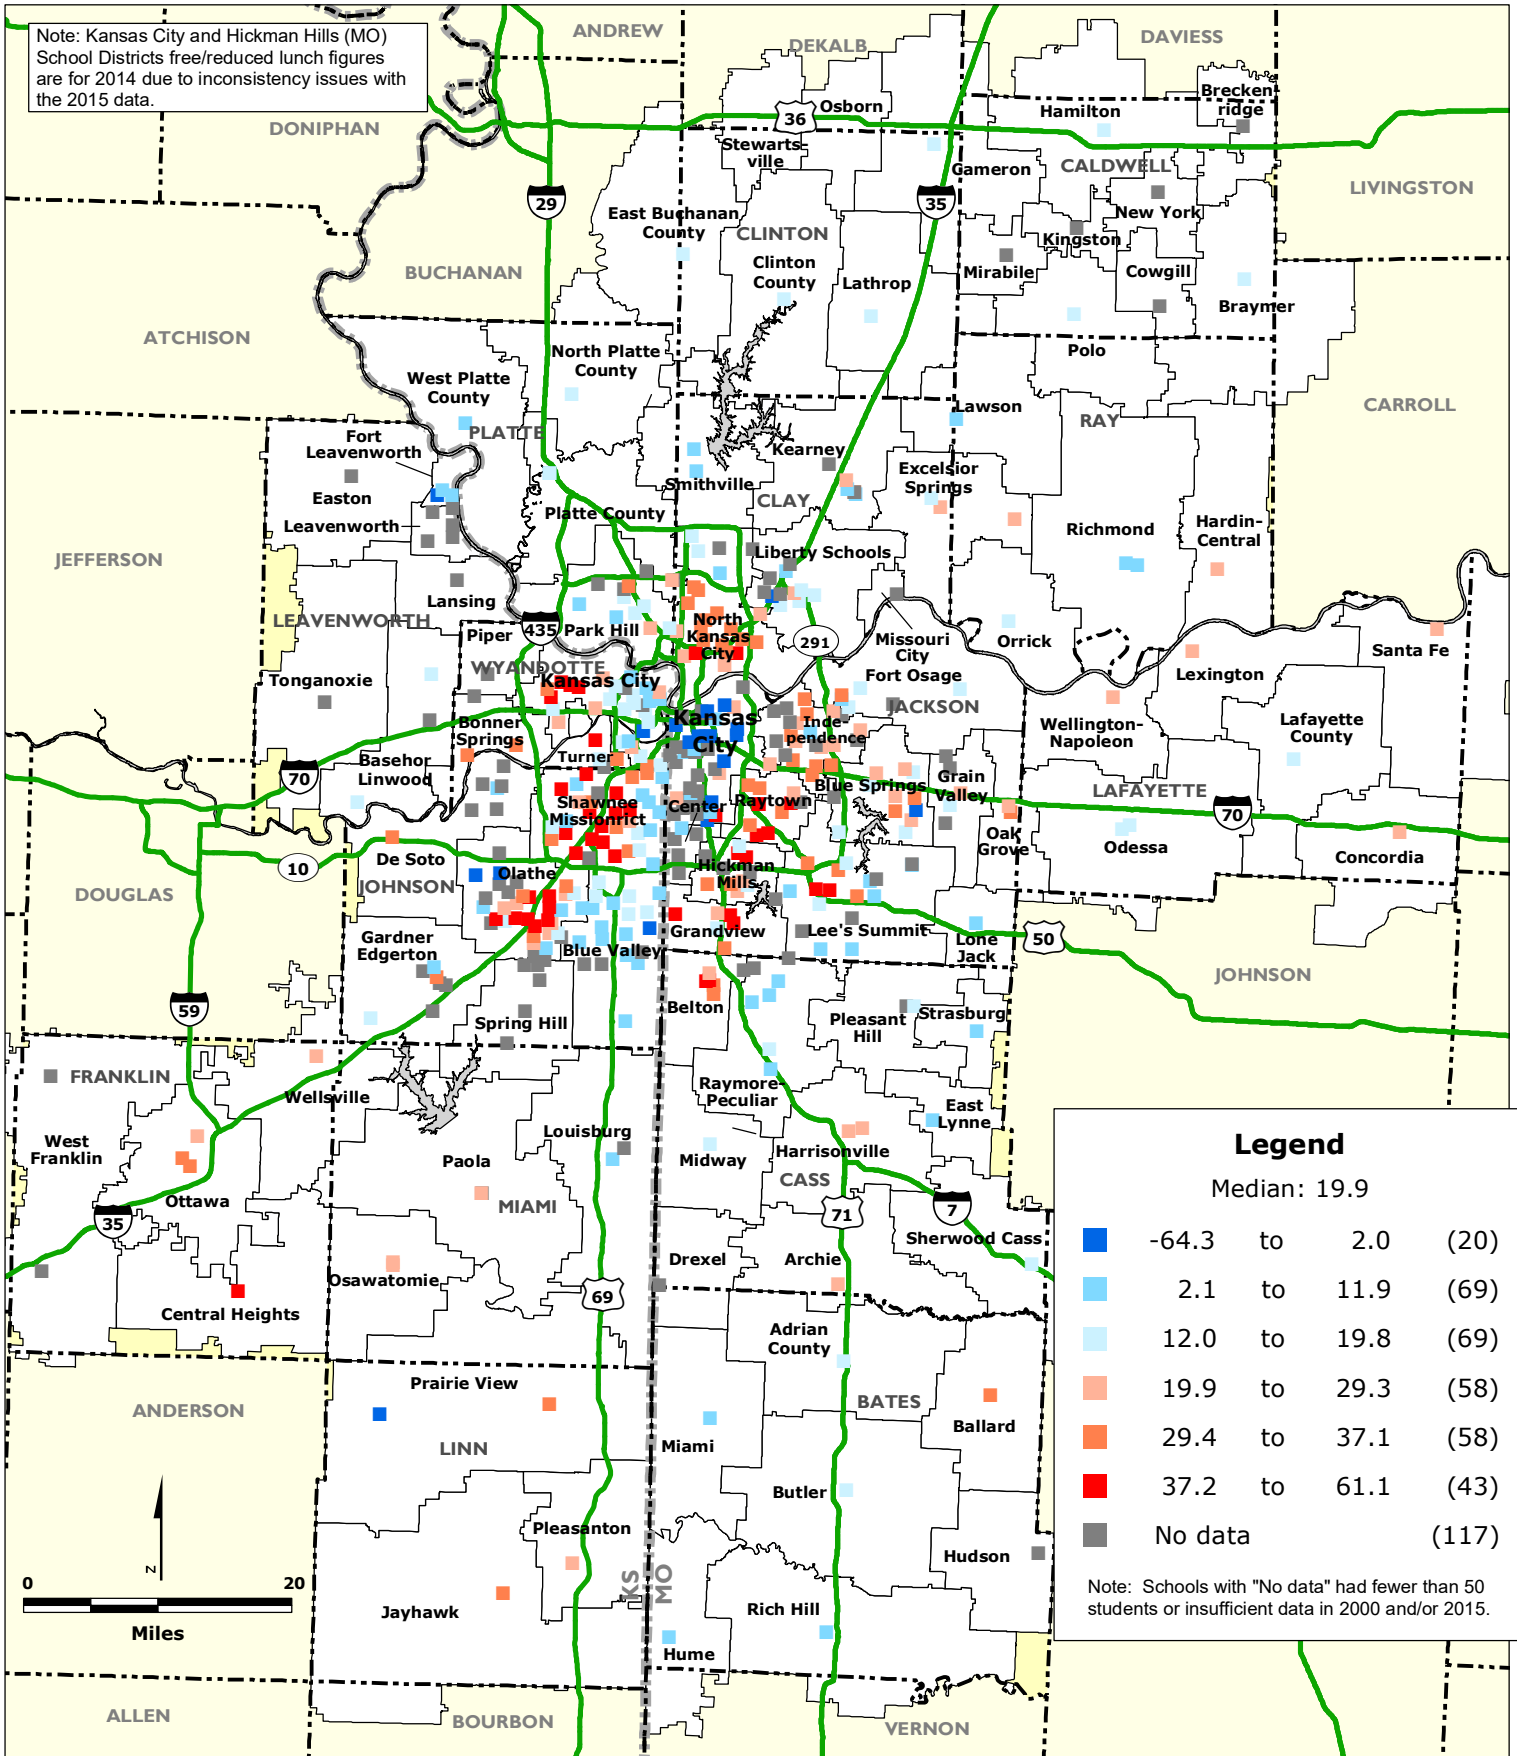 Note: Kansas City and Hickman Hills (MO)
School Districts free/reduced lunch figures
are for 2014 due to inconsistency issues with
the 2015 data.
ANDREW
DEKALB
DAVIESS
DONIPHAN
36
Osborn
Hamilton
Brecken-
ridge
Stewarts-
ville
Cameron
CALDWELL
LIVINGSTON
29
35
East Buchanan
County
CLINTON
New York
Kingston
BUCHANAN
Clinton
County
Lathrop
Mirabile
Cowgill
Braymer
ATCHISON
North Platte
County
Polo
West Platte
County
PLATTE
Lawson
RAY
CARROLL
Fort
Leavenworth
Kearney
Excelsior
Springs
Easton
Smithville
CLAY
Leavenworth
Platte County
Richmond
Hardin-
Central
JEFFERSON
Liberty Schools
Lansing
LEAVENWORTH
Piper
435
Park Hill
North
Kansas
City
291
Missouri
City
Orrick
Santa Fe
WYANDOTTE
Kansas City
Fort Osage
Lexington
Tonganoxie
JACKSON
Bonner
Springs
Kansas
City
Inde-
pendence
Wellington-
Napoleon
Lafayette
County
Turner
70
Basehor
Linwood
Blue Springs
Grain
Valley
LAFAYETTE
70
Shawnee
Missionrict
Center
Raytown
Oak
Grove
Odessa
Concordia
De Soto
10
Olathe
Hickman
Mills
DOUGLAS
JOHNSON
Gardner
Edgerton
Blue Valley
Grandview
Lee's Summit
Lone
Jack
50
JOHNSON
59
Belton
Spring Hill
Pleasant
Hill
Strasburg
FRANKLIN
Wellsville
Raymore-
Peculiar
East
Lynne
West
Franklin
Louisburg
Paola
Midway
Harrisonville
CASS
Ottawa
MIAMI
35
71
7
Sherwood Cass
Osawatomie
Drexel
Archie
69
Central Heights
Adrian
County
Prairie View
ANDERSON
BATES
Ballard
LINN
Miami
Butler
Pleasanton
Hudson
N
KS
MO
0
20
Miles
Jayhawk
Rich Hill
Hume
ALLEN
BOURBON
VERNON
Legend
Median: 19.9
-64.3 to 2.0 (20)
2.1 to 11.9 (69)
12.0 to 19.8 (69)
19.9 to 29.3 (58)
29.4 to 37.1 (58)
37.2 to 61.1 (43)
No data (117)
Note: Schools with "No data" had fewer than 50
students or insufficient data in 2000 and/or 2015.